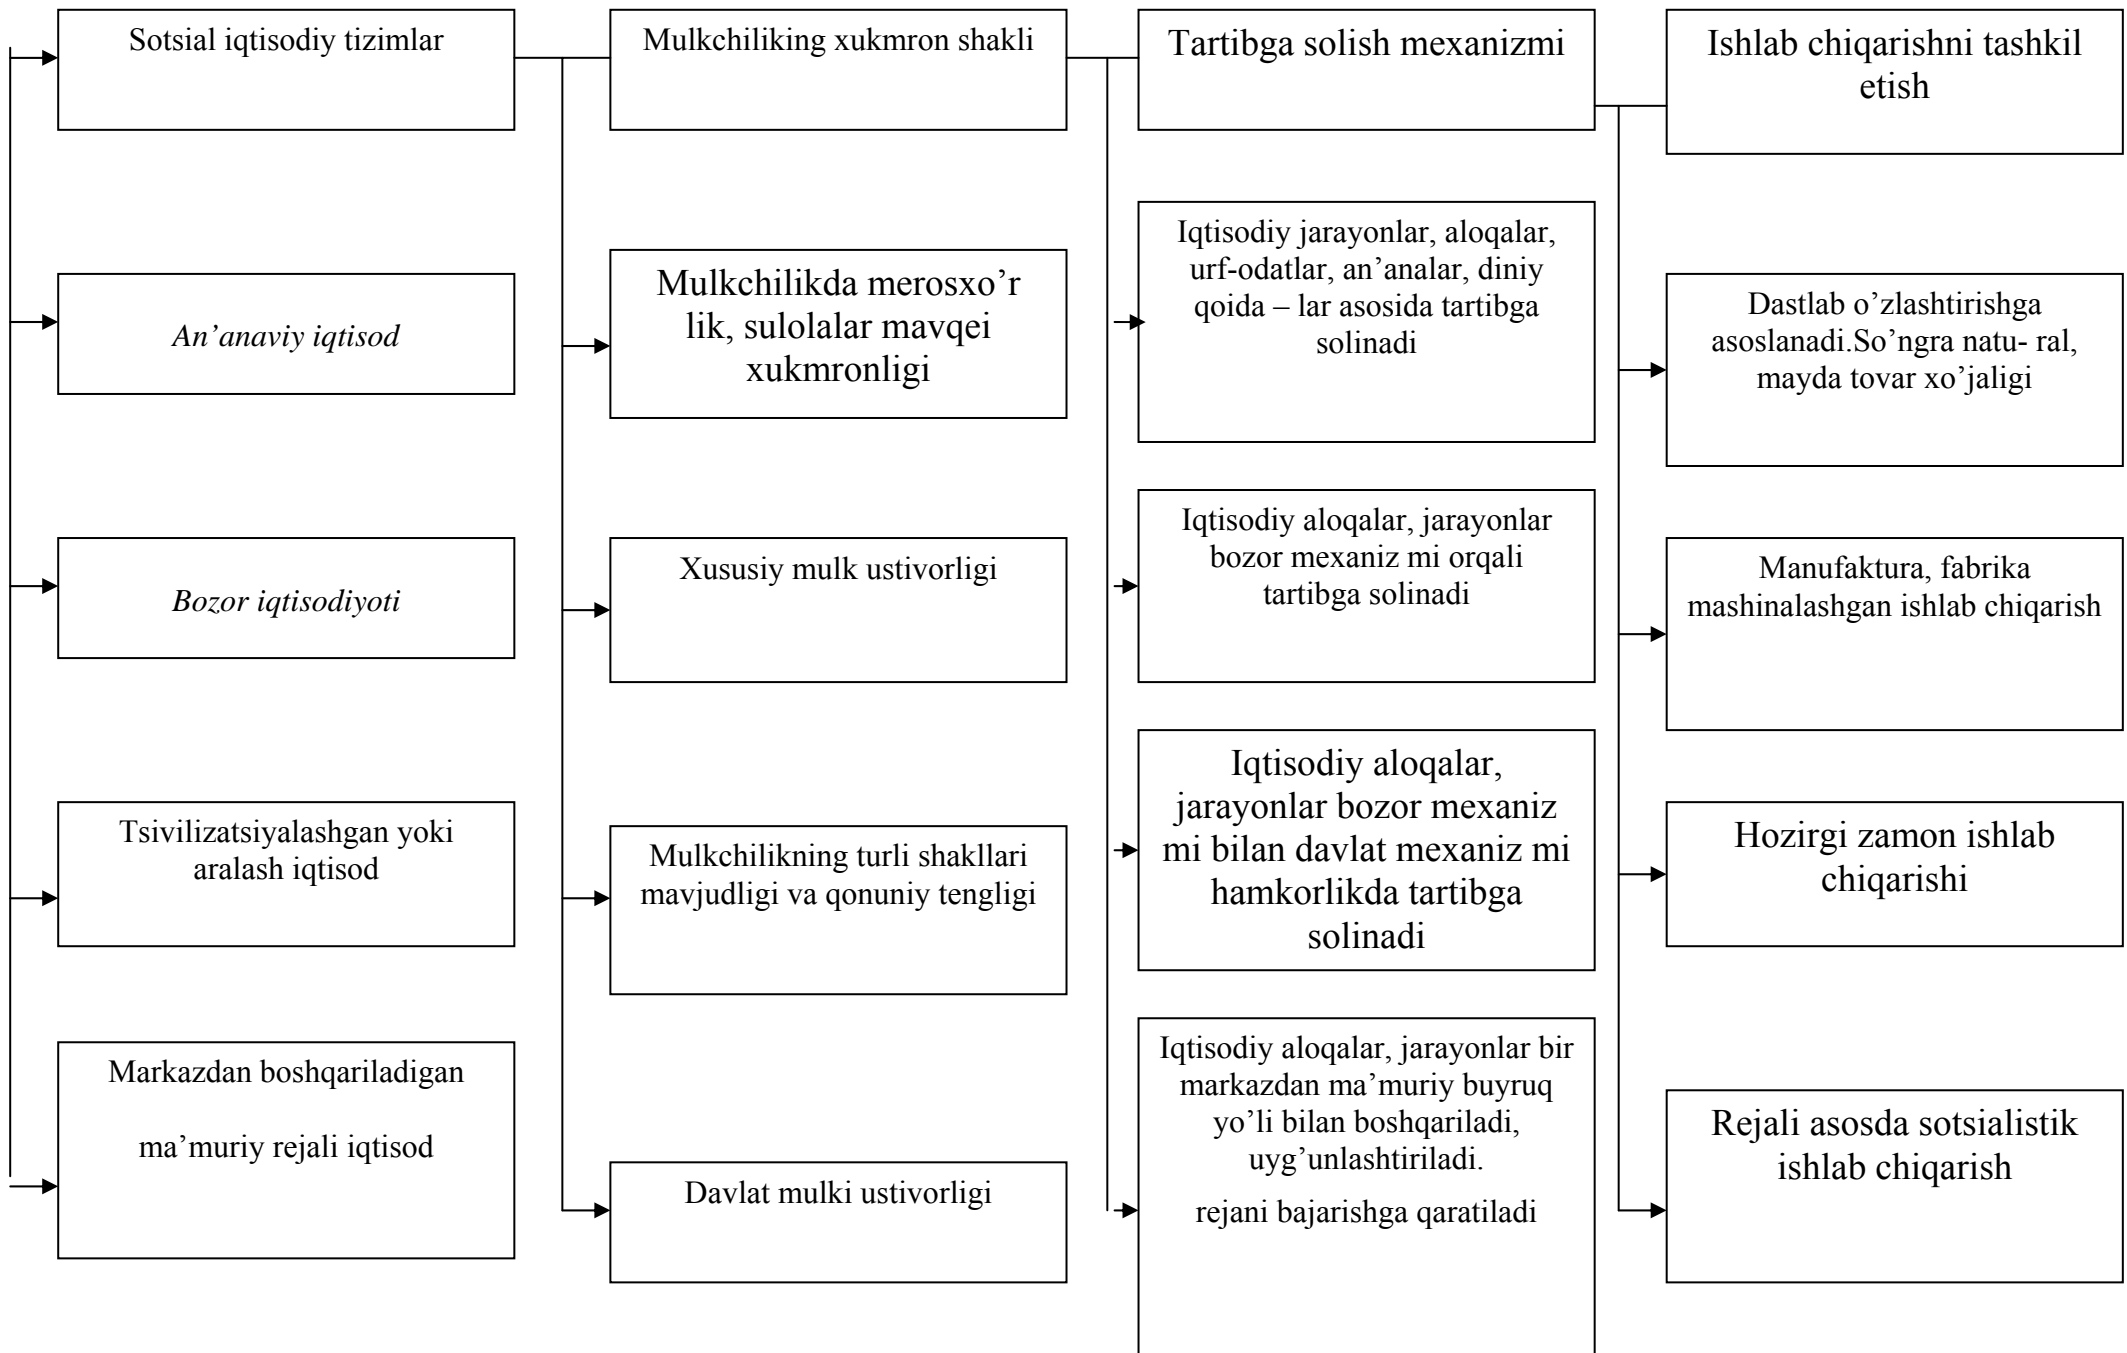 Sotsial iqtisodiy tizimlar
Mulkchiliking xukmron shakli
Tartibga solish mexanizmi
Ishlab chiqarishni tashkil
etish
An’anaviy iqtisod
Mulkchilikda merosxo’r
lik, sulolalar mavqei
xukmronligi
Iqtisodiy jarayonlar, aloqalar,
urf-odatlar, an’analar, diniy
qoida – lar asosida tartibga
solinadi
Dastlab o’zlashtirishga
asoslanadi.So’ngra natu- ral,
mayda tovar xo’jaligi
Bozor iqtisodiyoti
Xususiy mulk ustivorligi
Iqtisodiy aloqalar, jarayonlar
bozor mexaniz mi orqali
tartibga solinadi
Manufaktura, fabrika
mashinalashgan ishlab chiqarish
Tsivilizatsiyalashgan yoki
aralash iqtisod
Mulkchilikning turli shakllari
mavjudligi va qonuniy tengligi
Iqtisodiy aloqalar,
jarayonlar bozor mexaniz
mi bilan davlat mexaniz mi
hamkorlikda tartibga
solinadi
Hozirgi zamon ishlab
chiqarishi
Markazdan boshqariladigan
ma’muriy rejali iqtisod
Davlat mulki ustivorligi
Iqtisodiy aloqalar, jarayonlar bir
markazdan ma’muriy buyruq
yo’li bilan boshqariladi,
uyg’unlashtiriladi.
rejani bajarishga qaratiladi
Rejali asosda sotsialistik
ishlab chiqarish